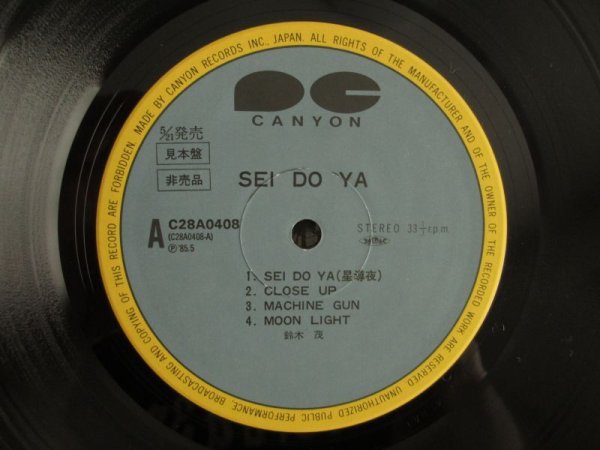 MADE BY CANYON RECORDS INC., JAPAN. ALL RIGHTS OF THE MANUFACTURER AND OF THE OWNER OF THE RECORDED WORK ARE RESERVED. UNAUTHORIZED PUBLIC PERFORMANCE, BROADCASTING AND COPYING OF THIS RECORD ARE FORBIDDEN.
CANYON
5/21発売
見本盤
非売品
SEI DO YA
A C28A0408
(C28A0408-A)
Ⓟ'85.5
STEREO 33 1/3 r.p.m.
1. SEI DO YA(星導夜)
2. CLOSE UP
3. MACHINE GUN
4. MOON LIGHT
鈴木 茂